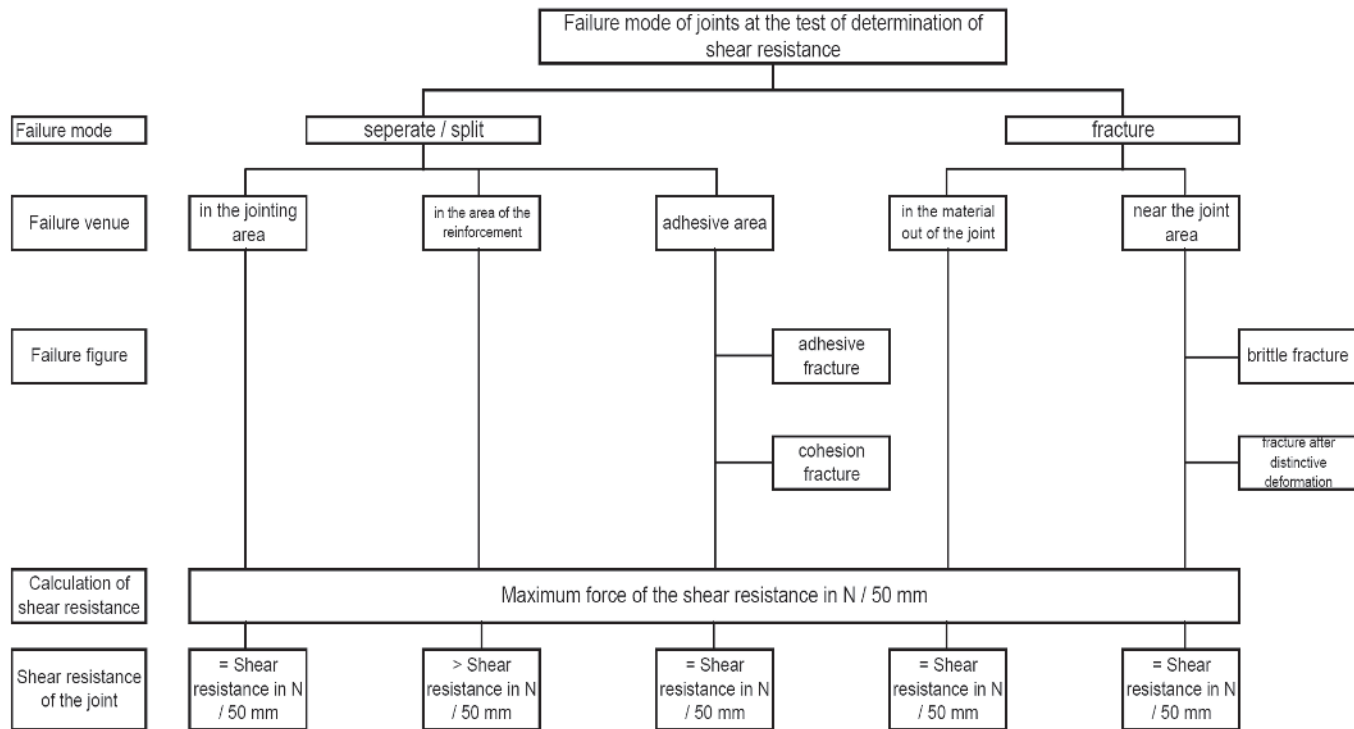 Failure mode of joints at the test of determination of
shear resistance
Failure mode
seperate / split
fracture
Failure venue
in the jointing
area
in the area of the
reinforcement
adhesive area
in the material
out of the joint
near the joint
area
Failure figure
adhesive
fracture
brittle fracture
cohesion
fracture
fracture after
distinctive
deformation
Calculation of
shear resistance
Maximum force of the shear resistance in N / 50 mm
Shear resistance
of the joint
= Shear
resistance in N
/ 50 mm
> Shear
resistance in N
/ 50 mm
= Shear
resistance in N
/ 50 mm
= Shear
resistance in N
/ 50 mm
= Shear
resistance in N
/ 50 mm